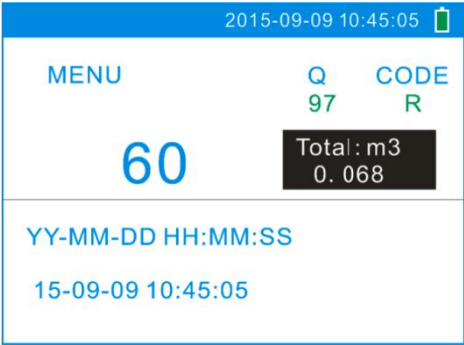 2015-09-09 10:45:05
MENU Q CODE
97 R
60 Total: m3
0. 068
YY-MM-DD HH:MM:SS
15-09-09 10:45:05